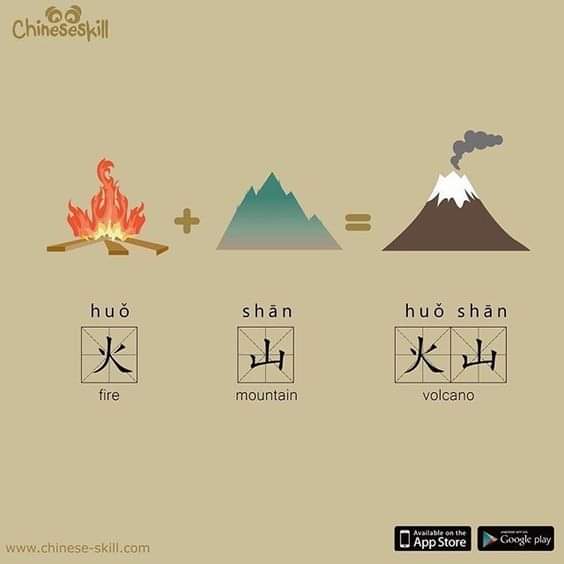 Chineseskill
+ =
huǒ shān huǒ shān
火 山 火山
fire mountain volcano
www.chinese-skill.com
Available on the
App Store
Google play